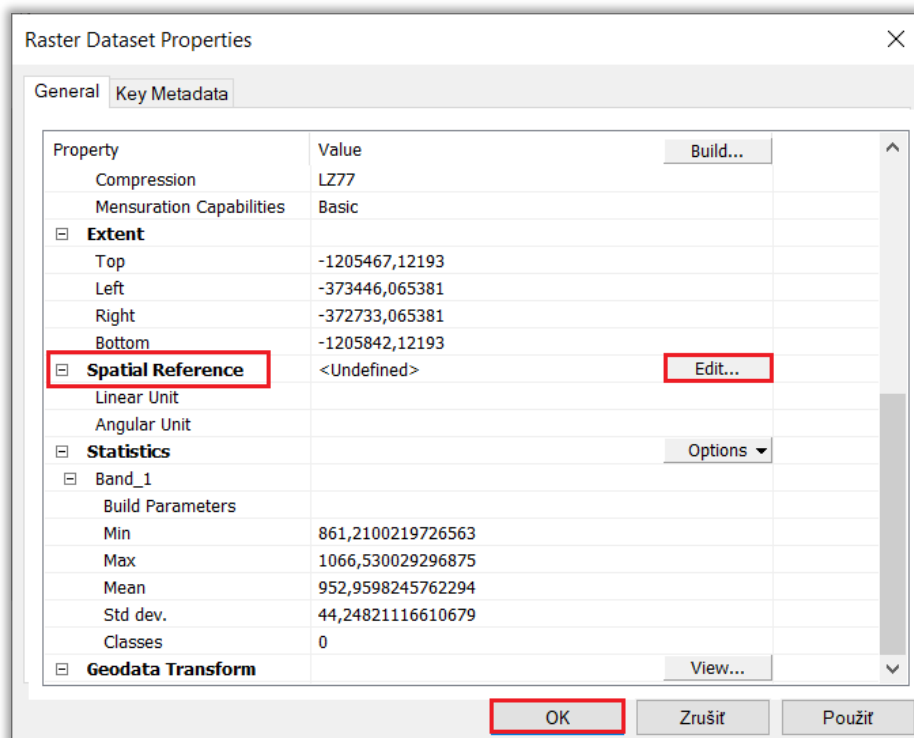 Raster Dataset Properties
General Key Metadata
Property Value Build...
Compression LZ77
Mensuration Capabilities Basic
Extent
Top -1205467,12193
Left -373446,065381
Right -372733,065381
Bottom -1205842,12193
Spatial Reference <Undefined> Edit...
Linear Unit
Angular Unit
Statistics Options
Band_1
Build Parameters
Min 861,2100219726563
Max 1066,530029296875
Mean 952,9598245762294
Std dev. 44,24821116610679
Classes 0
Geodata Transform View...
OK Zrušiť Použiť